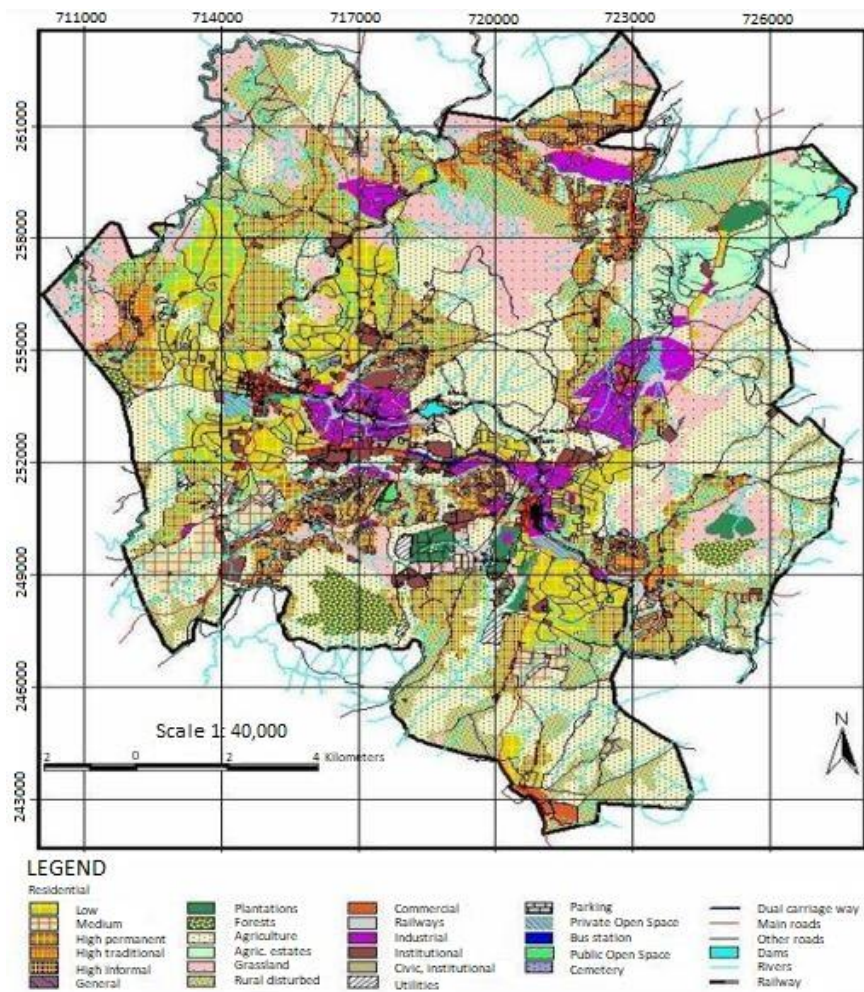 711000 714000 717000 720000 723000 726000
261000
258000
255000
252000
249000
246000
243000
Scale 1: 40,000
2 0 2 4 Kilometers
N
LEGEND
Residential
Low
Medium
High permanent
High traditional
High informal
General
Plantations
Forests
Agriculture
Agric. estates
Grassland
Rural disturbed
Commercial
Railways
Industrial
Institutional
Civic, institutional
Utilities
Parking
Private Open Space
Bus station
Public Open Space
Cemetery
Dual carriage way
Main roads
Other roads
Dams
Rivers
Railway